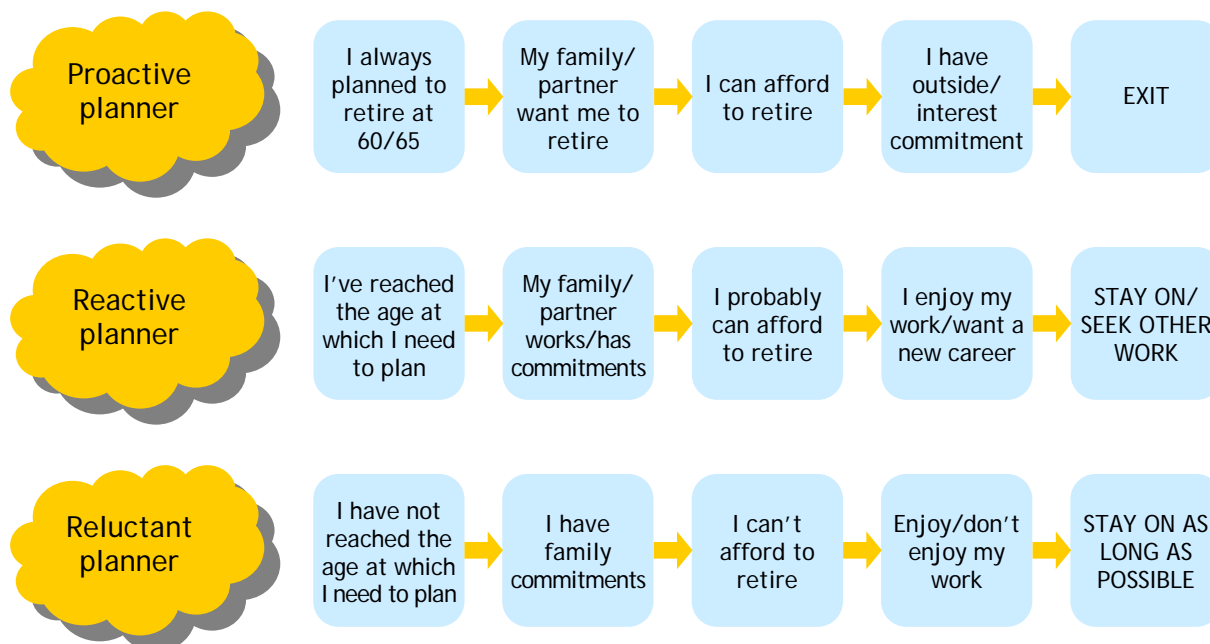 Proactive
planner
I always
planned to
retire at
60/65
My family/
partner
want me to
retire
I can afford
to retire
I have
outside/
interest
commitment
EXIT
Reactive
planner
I've reached
the age at
which I need
to plan
My family/
partner
works/has
commitments
I probably
can afford
to retire
I enjoy my
work/want a
new career
STAY ON/
SEEK OTHER
WORK
Reluctant
planner
I have not
reached the
age at which
I need to plan
I have
family
commitments
I can't
afford to
retire
Enjoy/don't
enjoy my
work
STAY ON AS
LONG AS
POSSIBLE